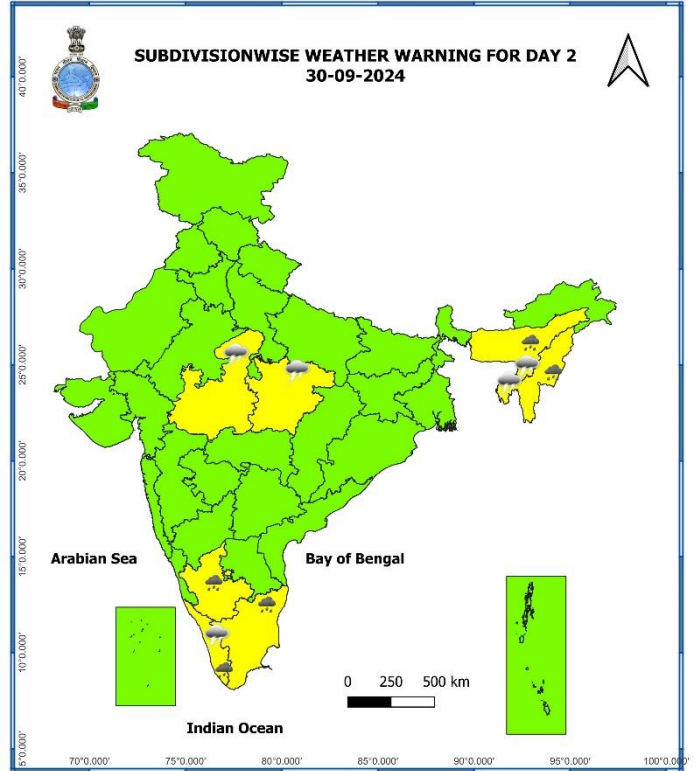 SUBDIVISIONWISE WEATHER WARNING FOR DAY 2
30-09-2024
40°0.000'
35°0.000'
30°0.000'
25°0.000'
20°0.000'
15°0.000'
10°0.000'
5°0.000'
Arabian Sea
Bay of Bengal
0 250 500 km
Indian Ocean
70°0.000' 75°0.000' 80°0.000' 85°0.000' 90°0.000' 95°0.000' 100°0.000'